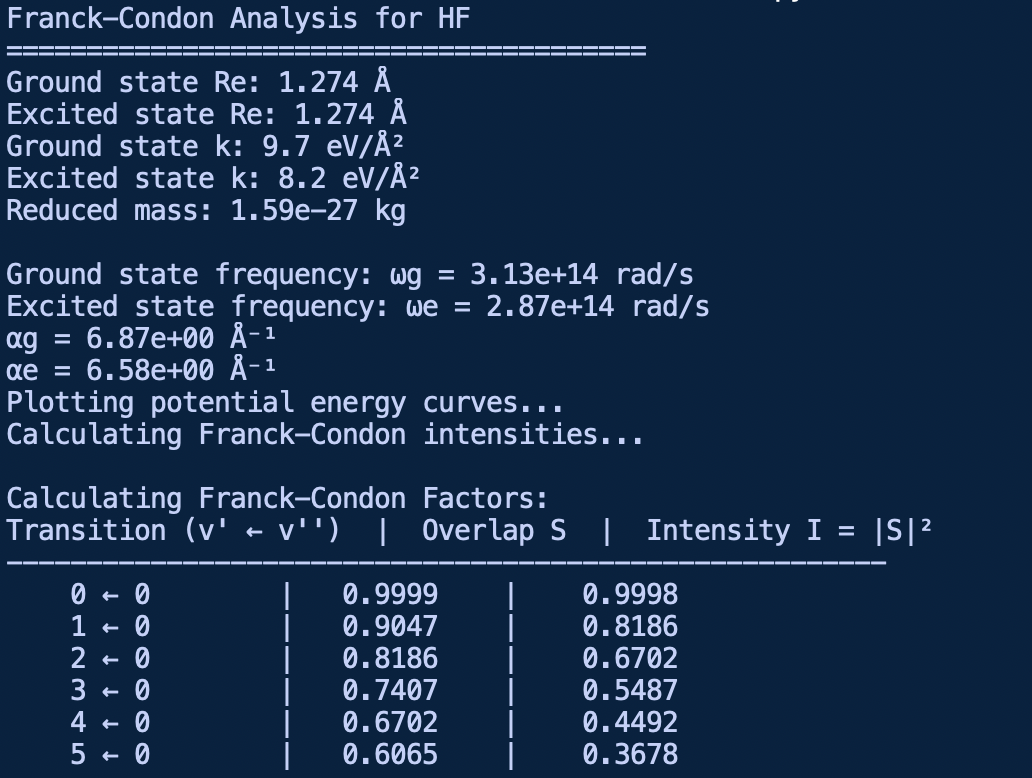 Franck-Condon Analysis for HF
========================================
Ground state Re: 1.274 Å
Excited state Re: 1.274 Å
Ground state k: 9.7 eV/Å²
Excited state k: 8.2 eV/Å²
Reduced mass: 1.59e-27 kg
Ground state frequency: ωg = 3.13e+14 rad/s
Excited state frequency: ωe = 2.87e+14 rad/s
αg = 6.87e+00 Å⁻¹
αe = 6.58e+00 Å⁻¹
Plotting potential energy curves...
Calculating Franck-Condon intensities...
Calculating Franck-Condon Factors:
Transition (v' ← v'')  |  Overlap S  |  Intensity I = |S|²
-------------------------------------------------------
    0 ← 0        |   0.9999    |    0.9998
    1 ← 0        |   0.9047    |    0.8186
    2 ← 0        |   0.8186    |    0.6702
    3 ← 0        |   0.7407    |    0.5487
    4 ← 0        |   0.6702    |    0.4492
    5 ← 0        |   0.6065    |    0.3678